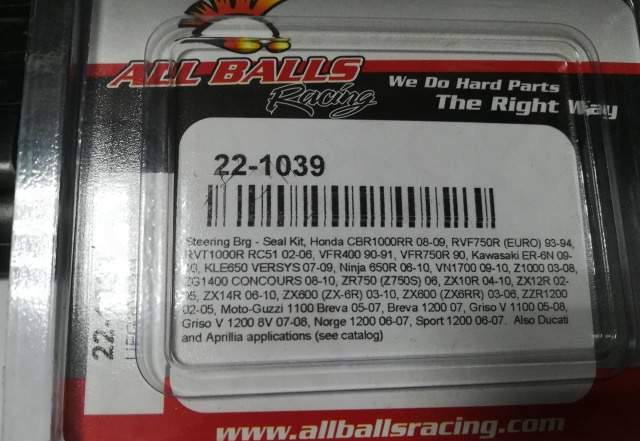 ALL BALLS
Racing
We Do Hard Parts
The Right Way
22-1039
Steering Brg - Seal Kit, Honda CBR1000RR 08-09, RVF750R (EURO) 93-94,
RVT1000R RC51 02-06, VFR400 90-91, VFR750R 90, Kawasaki ER-6N 09-
10, KLE650 VERSYS 07-09, Ninja 650R 06-10, VN1700 09-10, Z1000 03-08,
ZG1400 CONCOURS 08-10, ZR750 (Z750S) 06, ZX10R 04-10, ZX12R 02-
05, ZX14R 06-10, ZX600 (ZX-6R) 03-10, ZX600 (ZX6RR) 03-06, ZZR1200
02-05, Moto-Guzzi 1100 Breva 05-07, Breva 1200 07, Griso V 1100 05-08,
Griso V 1200 8V 07-08, Norge 1200 06-07, Sport 1200 06-07. Also Ducati
and Aprillia applications (see catalog)
www.allballsracing.com